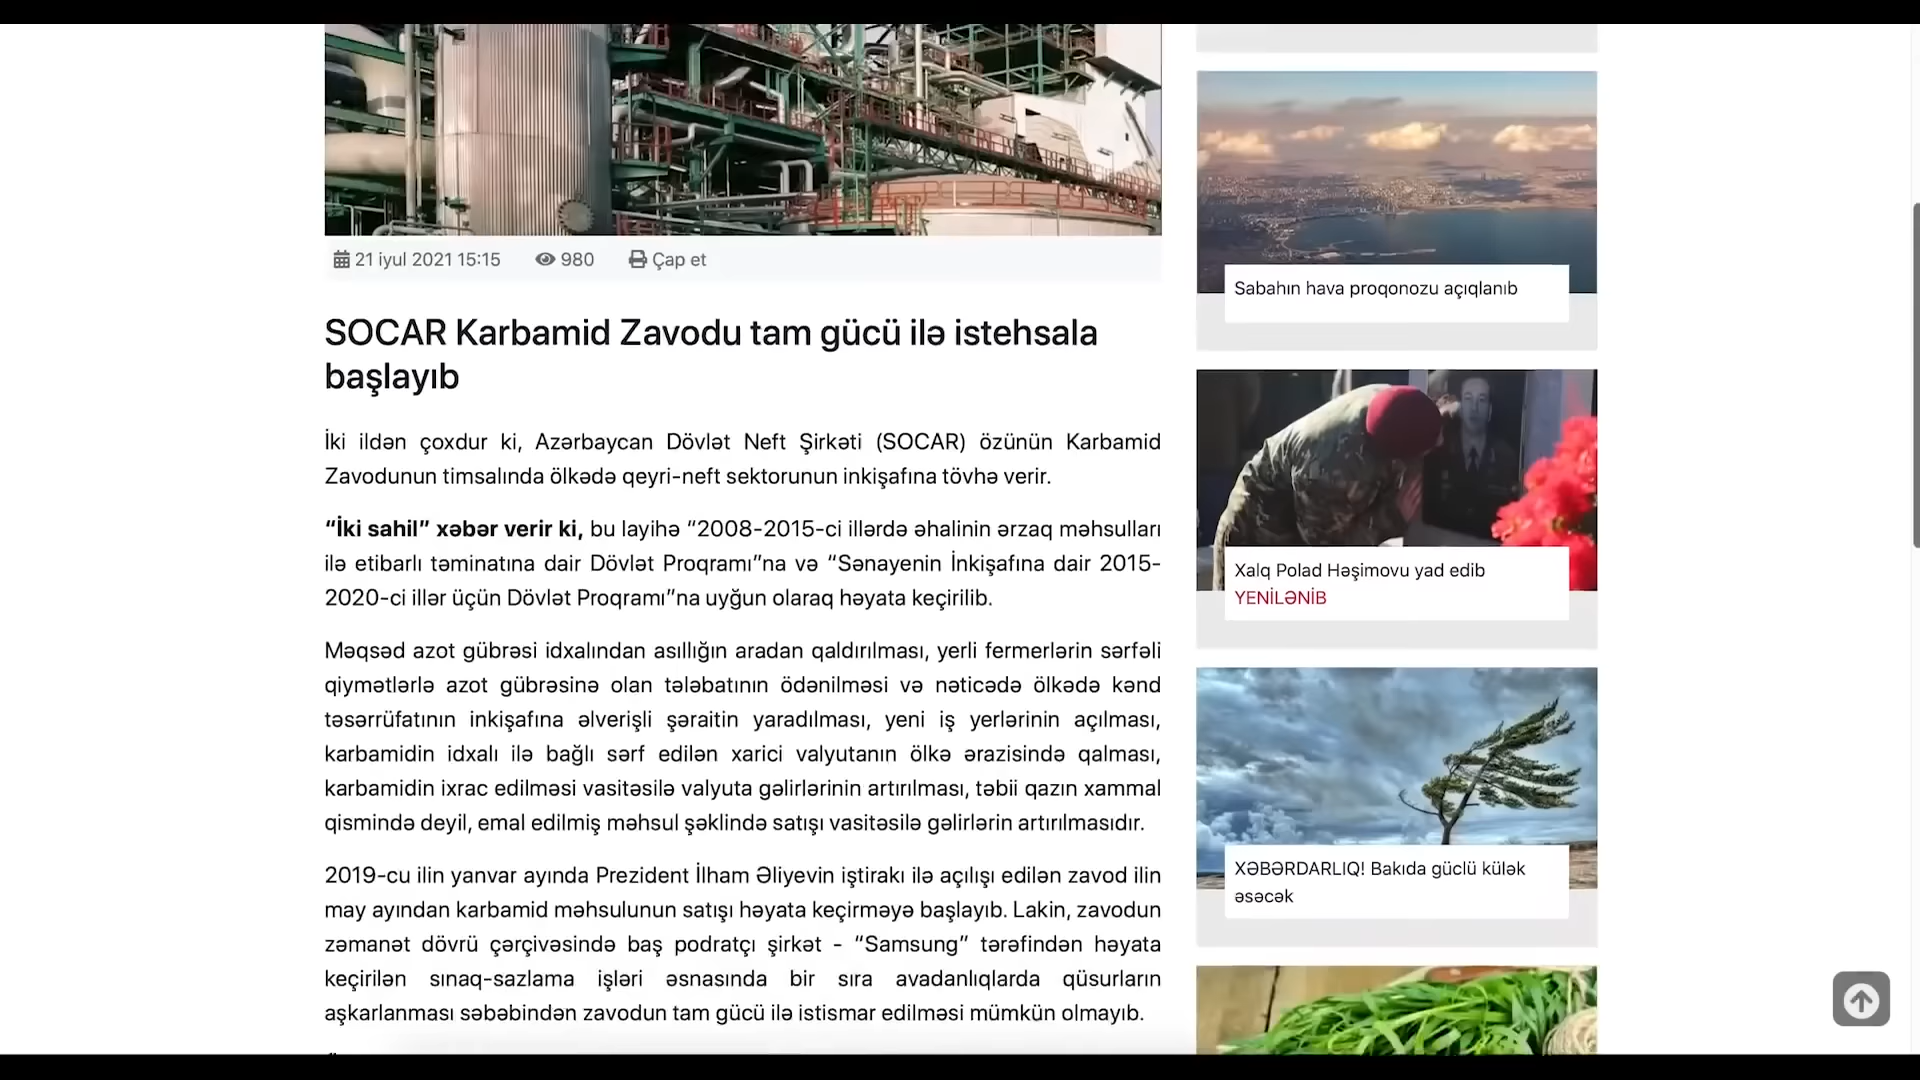 21 iyul 2021 15:15 980 Çap et
SOCAR Karbamid Zavodu tam gücü ilə istehsala
başlayıb
İki ildən çoxdur ki, Azərbaycan Dövlət Neft Şirkəti (SOCAR) özünün Karbamid
Zavodunun timsalında ölkədə qeyri-neft sektorunun inkişafına tövhə verir.
“İki sahil” xəbər verir ki, bu layihə “2008-2015-ci illərdə əhalinin ərzaq məhsulları
ilə etibarlı təminatına dair Dövlət Proqramı”na və “Sənayenin İnkişafına dair 2015-
2020-ci illər üçün Dövlət Proqramı”na uyğun olaraq həyata keçirilib.
Məqsəd azot gübrəsi idxalından asıllığın aradan qaldırılması, yerli fermerlərin sərfəli
qiymətlərlə azot gübrəsinə olan tələbatının ödənilməsi və nəticədə ölkədə kənd
təsərrüfatının inkişafına əlverişli şəraitin yaradılması, yeni iş yerlərinin açılması,
karbamidin idxalı ilə bağlı sərf edilən xarici valyutanın ölkə ərazisində qalması,
karbamidin ixrac edilməsi vasitəsilə valyuta gəlirlərinin artırılması, təbii qazın xammal
qismində deyil, emal edilmiş məhsul şəklində satışı vasitəsilə gəlirlərin artırılmasıdır.
2019-cu ilin yanvar ayında Prezident İlham Əliyevin iştirakı ilə açılışı edilən zavod ilin
may ayından karbamid məhsulunun satışı həyata keçirməyə başlayıb. Lakin, zavodun
zəmanət dövrü çərçivəsində baş podratçı şirkət - “Samsung” tərəfindən həyata
keçirilən sınaq-sazlama işləri əsnasında bir sıra avadanlıqlarda qüsurların
aşkarlanması səbəbindən zavodun tam gücü ilə istismar edilməsi mümkün olmayıb.
Sabahın hava proqonozu açıqlanıb
Xalq Polad Həşimovu yad edib
YENİLƏNİB
XƏBƏRDARLIQ! Bakıda güclü külək
əsəcək